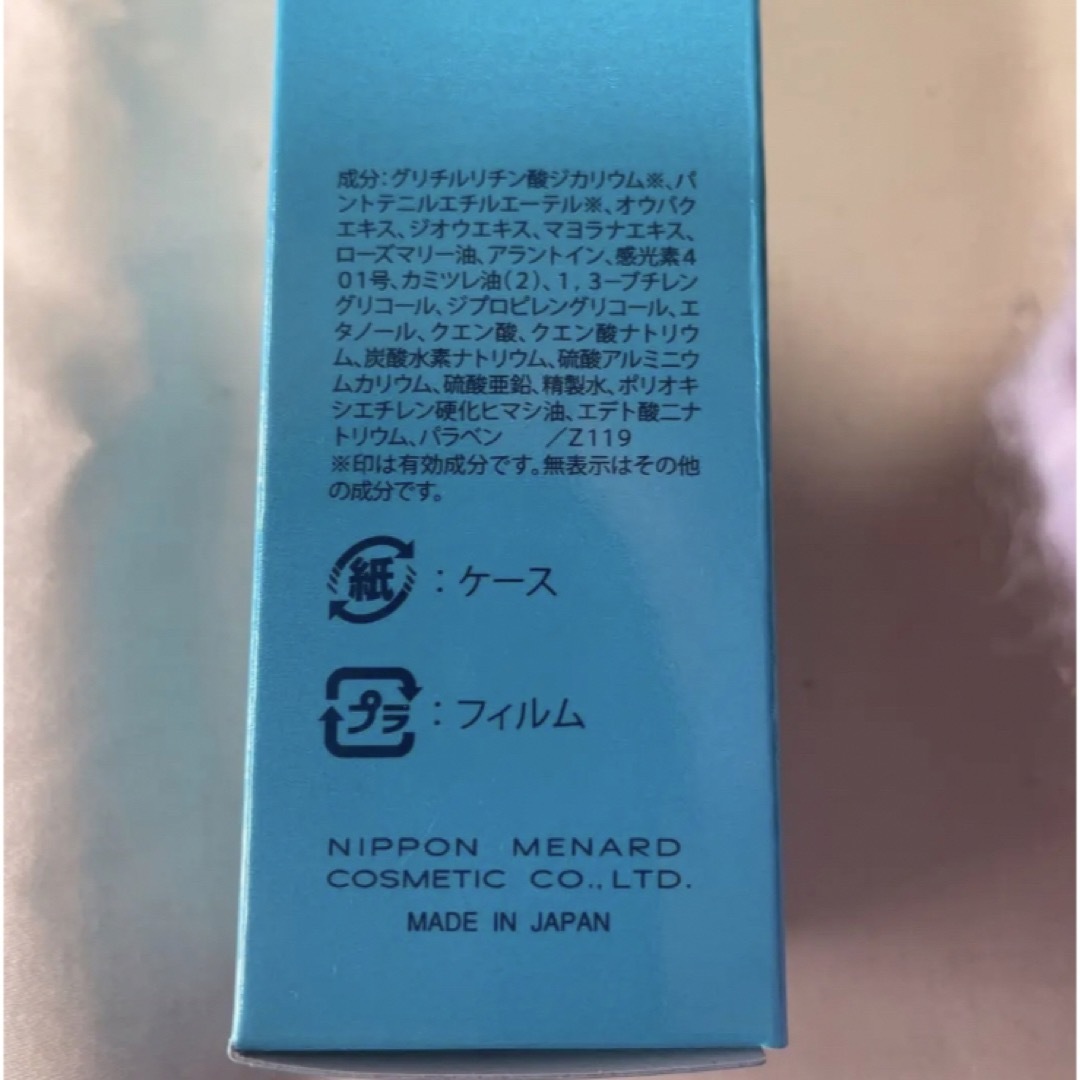 成分：グリチルリチン酸ジカリウム※、パ
ントテニルエチルエーテル※、オウバク
エキス、ジオウエキス、マヨラナエキス、
ローズマリー油、アラントイン、感光素4
01号、カミツレ油（2）、1，3－ブチレン
グリコール、ジプロピレングリコール、エ
タノール、クエン酸、クエン酸ナトリウ
ム、炭酸水素ナトリウム、硫酸アルミニウ
ムカリウム、硫酸亜鉛、精製水、ポリオキ
シエチレン硬化ヒマシ油、エデト酸二ナ
トリウム、パラベン　／Z119
※印は有効成分です。無表示はその他
の成分です。
紙：ケース
プラ：フィルム
NIPPON MENARD
COSMETIC CO.,LTD.
MADE IN JAPAN